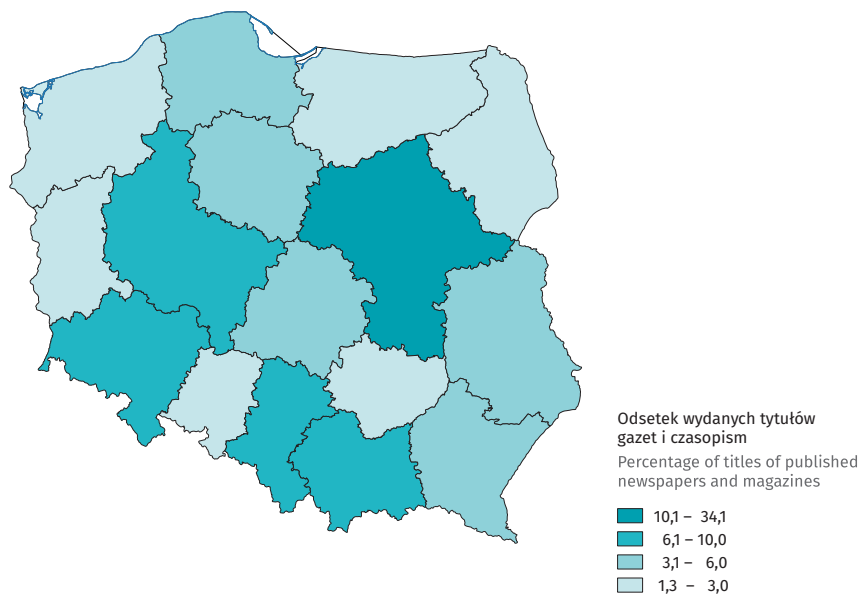 Odsetek wydanych tytułów
gazet i czasopism
Percentage of titles of published
newspapers and magazines
10,1 – 34,1
6,1 – 10,0
3,1 – 6,0
1,3 – 3,0